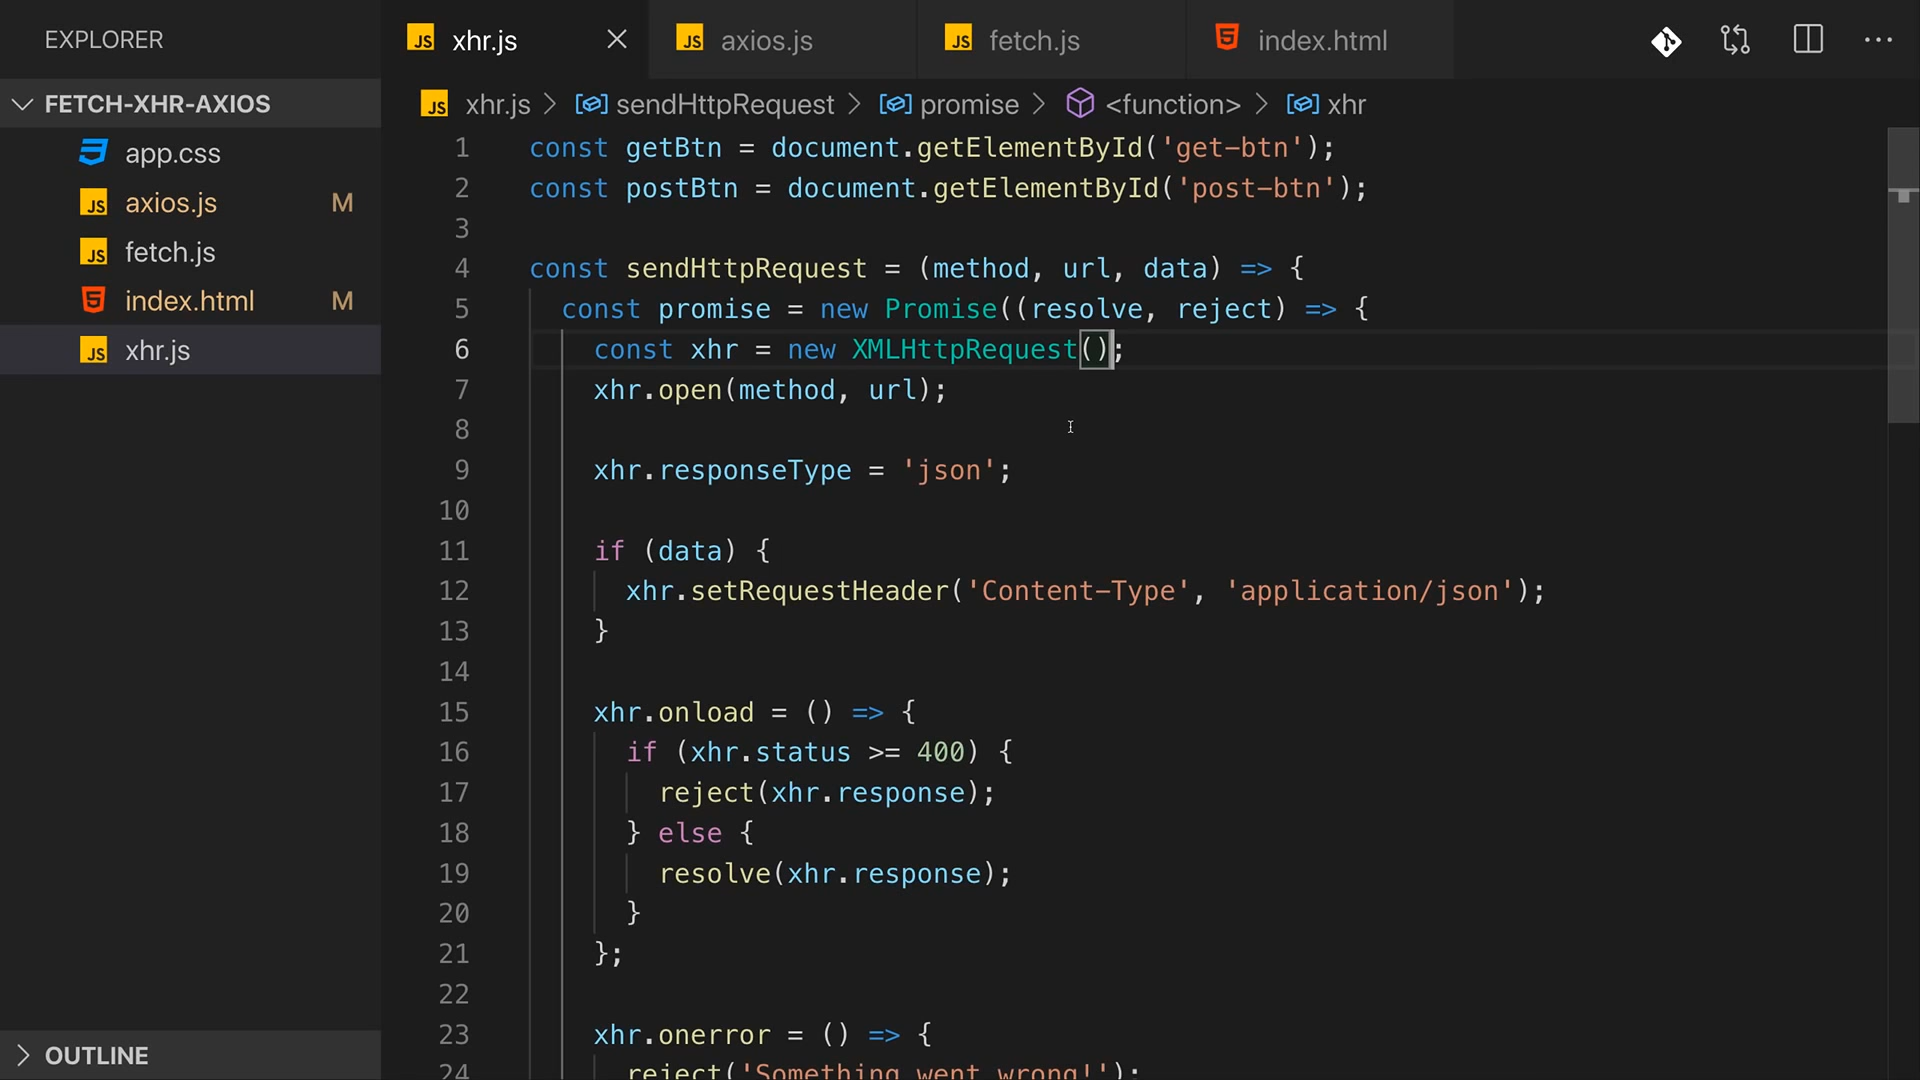 EXPLORER
FETCH-XHR-AXIOS
app.css
axios.js M
fetch.js
index.html M
xhr.js
OUTLINE
xhr.js axios.js fetch.js index.html
xhr.js > sendHttpRequest > promise > <function> > xhr
1 const getBtn = document.getElementById('get-btn');
2 const postBtn = document.getElementById('post-btn');
3
4 const sendHttpRequest = (method, url, data) => {
5 const promise = new Promise((resolve, reject) => {
6 const xhr = new XMLHttpRequest();
7 xhr.open(method, url);
8
9 xhr.responseType = 'json';
10
11 if (data) {
12 xhr.setRequestHeader('Content-Type', 'application/json');
13 }
14
15 xhr.onload = () => {
16 if (xhr.status >= 400) {
17 reject(xhr.response);
18 } else {
19 resolve(xhr.response);
20 }
21 };
22
23 xhr.onerror = () => {
24 reject('Something went wrong!');